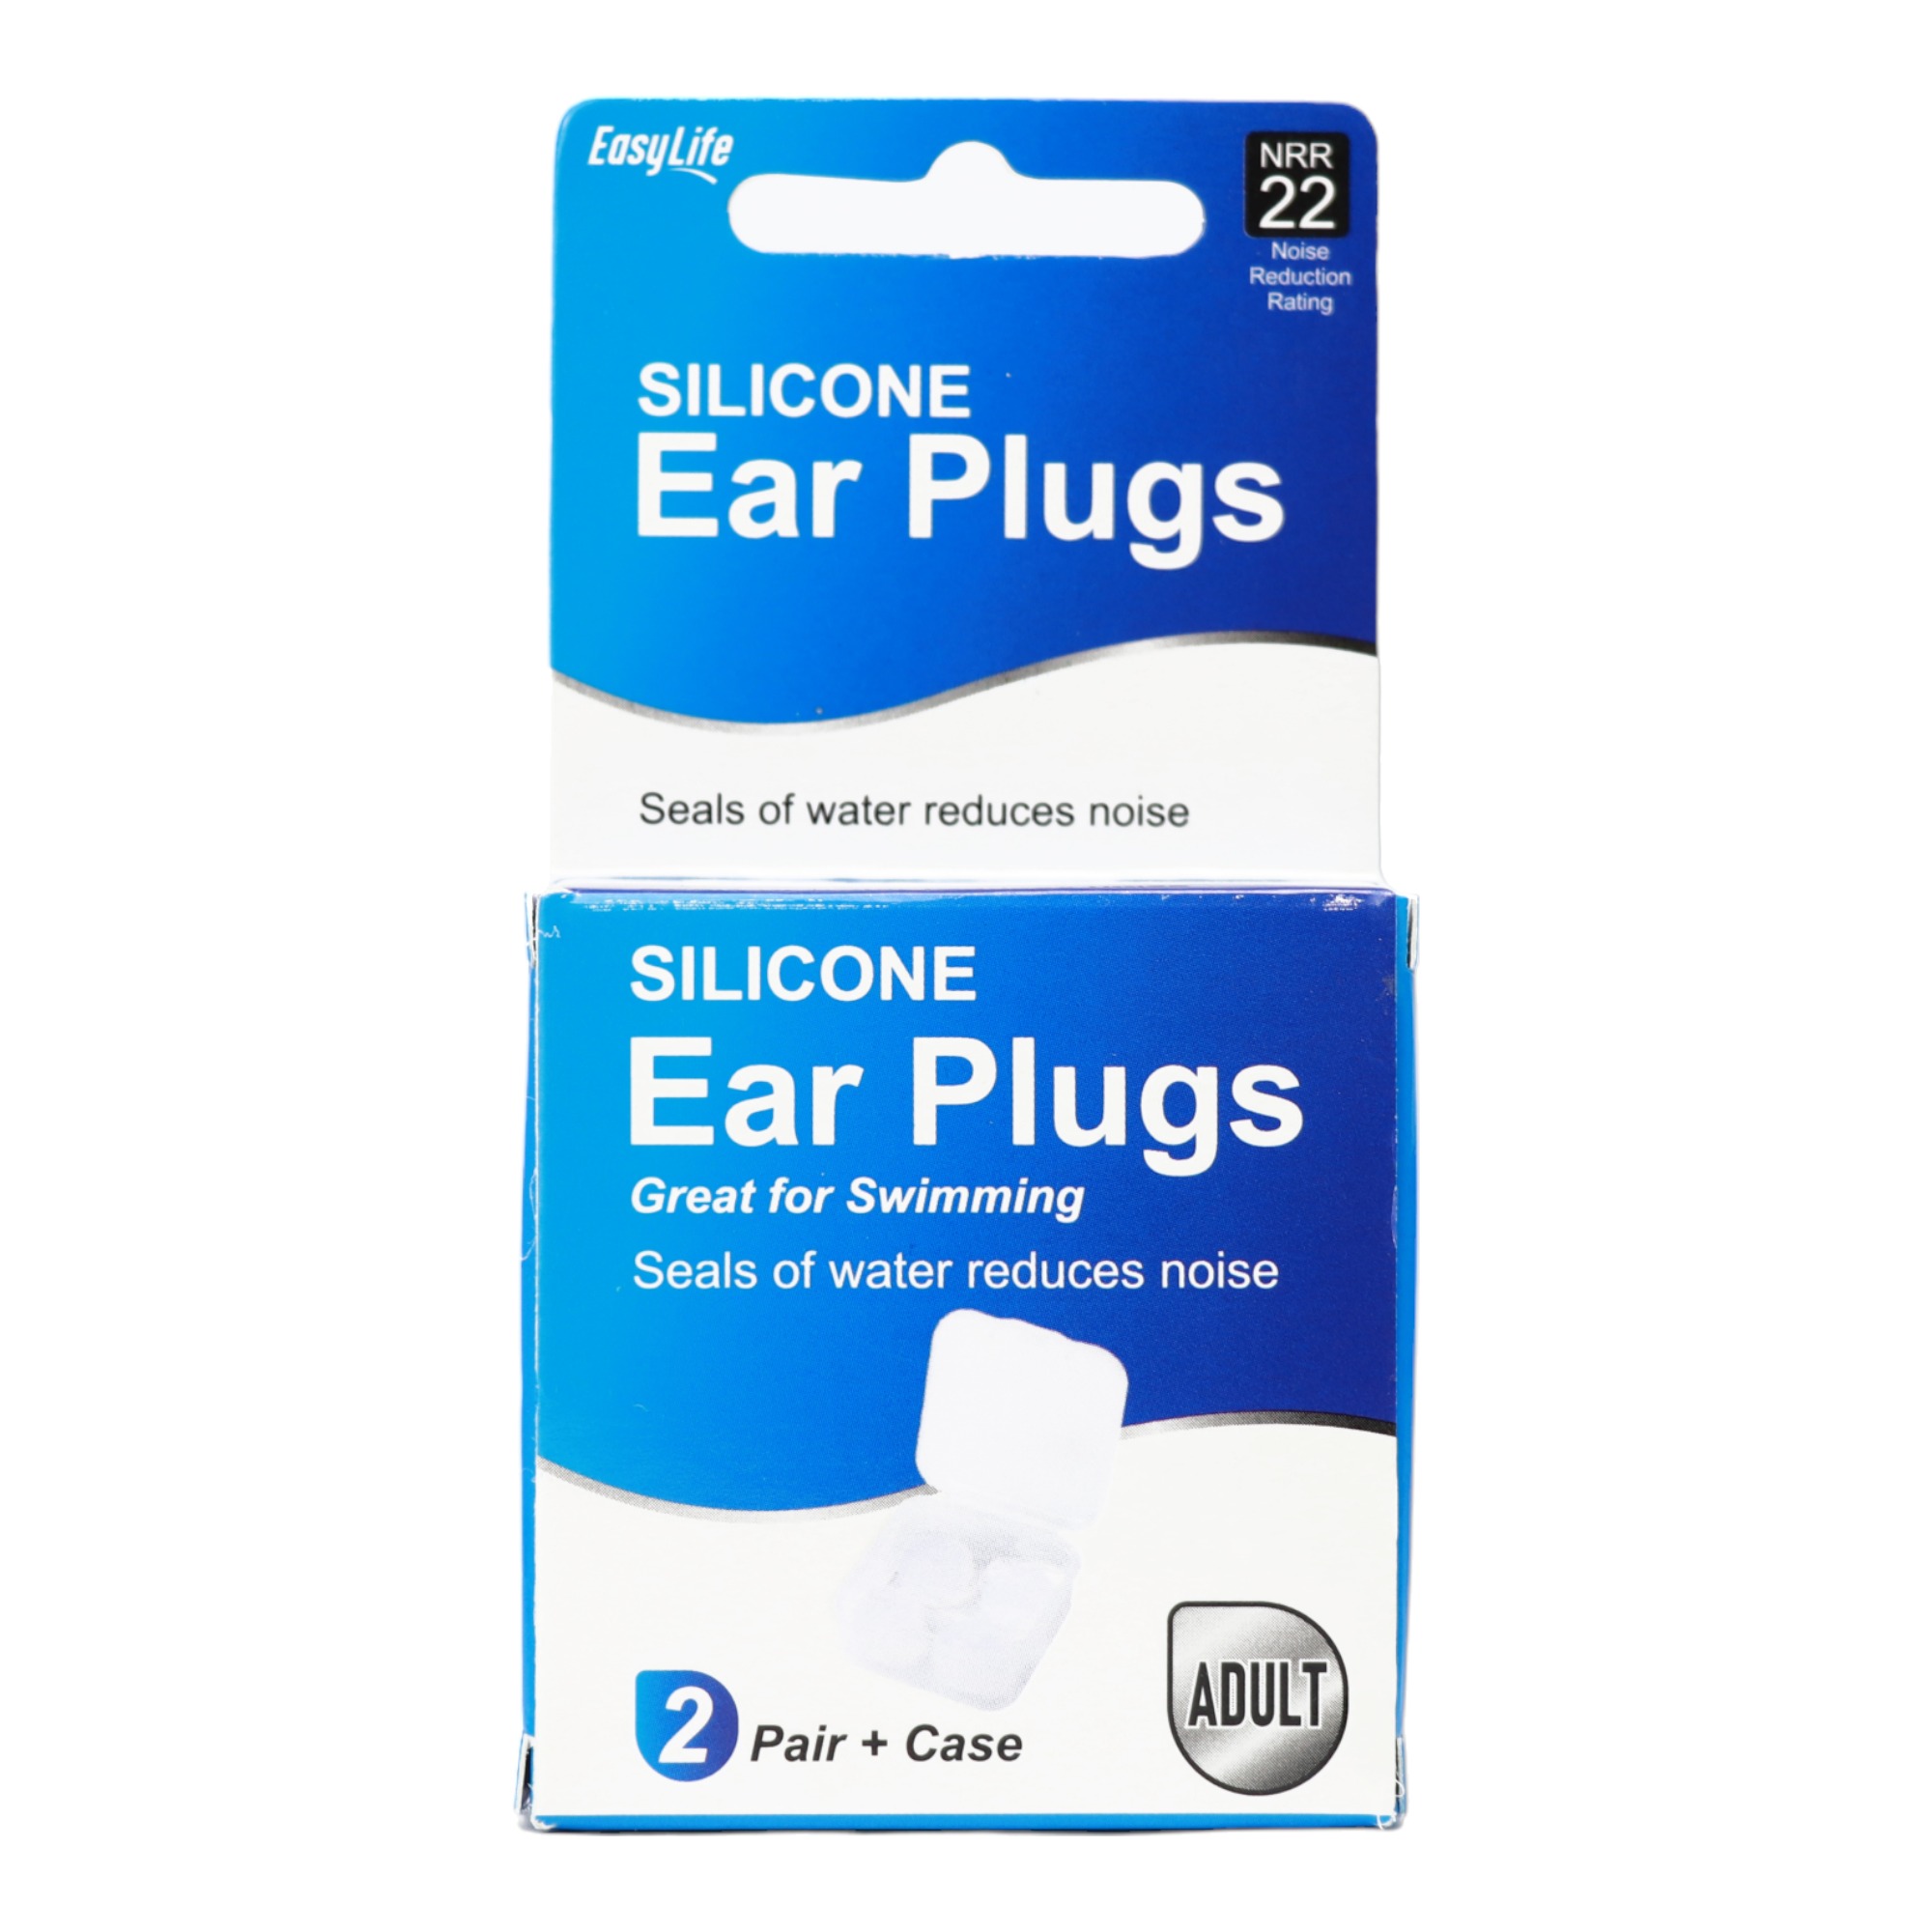 EasyLife
NRR
22
Noise
Reduction
Rating
SILICONE
Ear Plugs
Seals of water reduces noise
SILICONE
Ear Plugs
Great for Swimming
Seals of water reduces noise
2 Pair + Case
ADULT